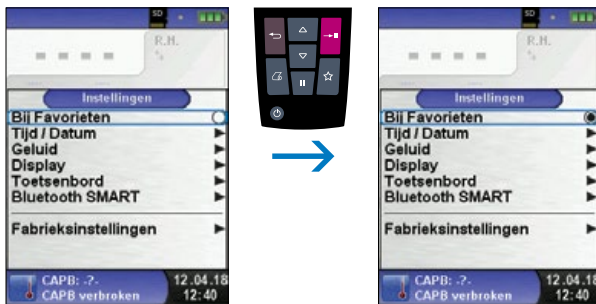 SD
R.H.
%
Instellingen
Bij Favorieten
Tijd / Datum
Geluid
Display
Toetsenbord
Bluetooth SMART
Fabrieksinstellingen
CAPB: -?-
CAPB verbroken
12.04.18
12:40
SD
R.H.
%
Instellingen
Bij Favorieten
Tijd / Datum
Geluid
Display
Toetsenbord
Bluetooth SMART
Fabrieksinstellingen
CAPB: -?-
CAPB verbroken
12.04.18
12:40